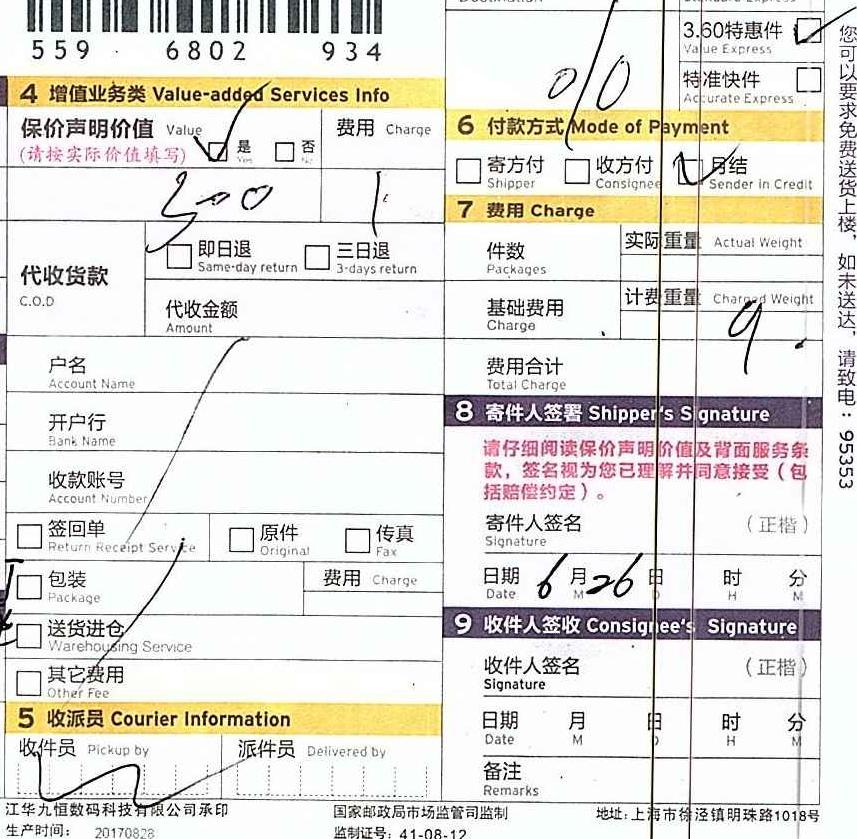 559 6802 934
Destination
3.60特惠件
Value Express
特准快件
Accurate Express
010
4 增值业务类 Value-added Services Info
保价声明价值 Value
(请按实际价值填写)
是
Yes
否
No
费用 Charge
300
1
代收货款
C.O.D
即日退
Same-day return
三日退
3-days return
代收金额
Amount
户名
Account Name
开户行
Bank Name
收款账号
Account Number
签回单
Return Receipt Service
原件
Original
传真
Fax
包装
Package
费用 Charge
送货进仓
Warehousing Service
其它费用
Other Fee
5 收派员 Courier Information
收件员 Pickup by
派件员 Delivered by
6 付款方式 Mode of Payment
寄方付
Shipper
收方付
Consignee
月结
Sender in Credit
7 费用 Charge
件数
Packages
实际重量 Actual Weight
基础费用
Charge
计费重量 Charged Weight
9
费用合计
Total Charge
8 寄件人签署 Shipper's Signature
请仔细阅读保价声明价值及背面服务条
款，签名视为您已理解并同意接受（包
括赔偿约定）。
寄件人签名 （正楷）
Signature
日期 6 月 26 日 时 分
Date M D H M
9 收件人签收 Consignee's Signature
收件人签名 （正楷）
Signature
日期 月 日 时 分
Date M D H M
备注
Remarks
您可以要求免费送货上楼，如未送达，请致电：95353
江华九恒数码科技有限公司承印
生产时间： 20170828
国家邮政局市场监管司监制
监制证号：41-08-12
地址：上海市徐泾镇明珠路1018号